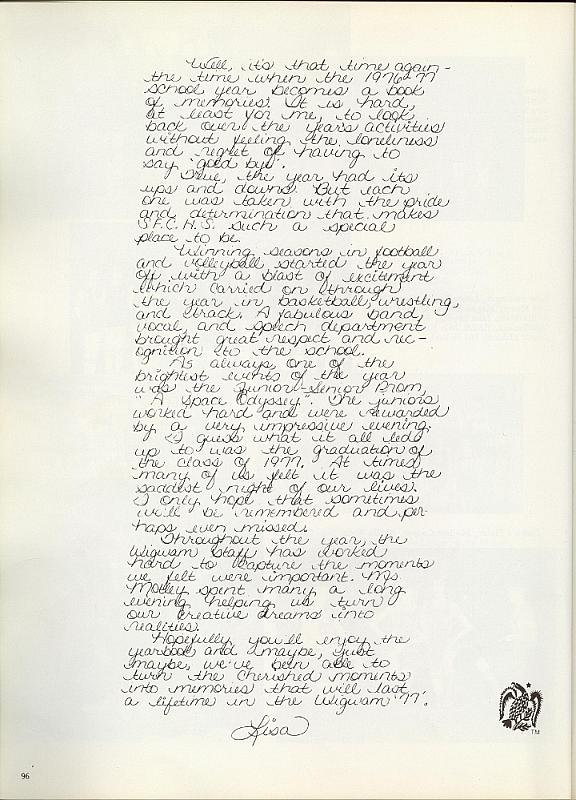 Well, it's that time again -
the time when the 1976-77
school year becomes a book
of memories. It is hard,
at least for me, to look
back over the year's activities
without feeling the loneliness
and regret of having to
say "good bye".
True, the year had its
ups and downs. But each
one was taken with the pride
and determination that makes
S.F.C.H.S. such a special
place to be.
Winning seasons in football
and volleyball started the year
off with a blast of excitement
which carried on through
the year in basketball, wrestling,
and track. A fabulous band,
vocal, and speech department
brought great respect and rec-
ognition to the school.
As always, one of the
brightest events of the year
was the Junior-Senior Prom,
"A Space Odyssey". The juniors
worked hard and were rewarded
by a very impressive evening.
I guess what it all leds
up to was the graduation of
the class of 1977. At times
many of us felt it was the
saddest night of our lives.
I only hope that sometimes
we'll be remembered and per-
haps even missed.
Throughout the year, the
Wigwam Staff has worked
hard to capture the moments
we felt were important. Ms.
Motley spent many a long
evening helping us turn
our creative dreams into
realities.
Hopefully you'll enjoy the
yearbook and maybe, just
maybe, we've been able to
turn the cherished moments
into memories that will last
a lifetime in the Wigwam "77".
Lisa
TM
96